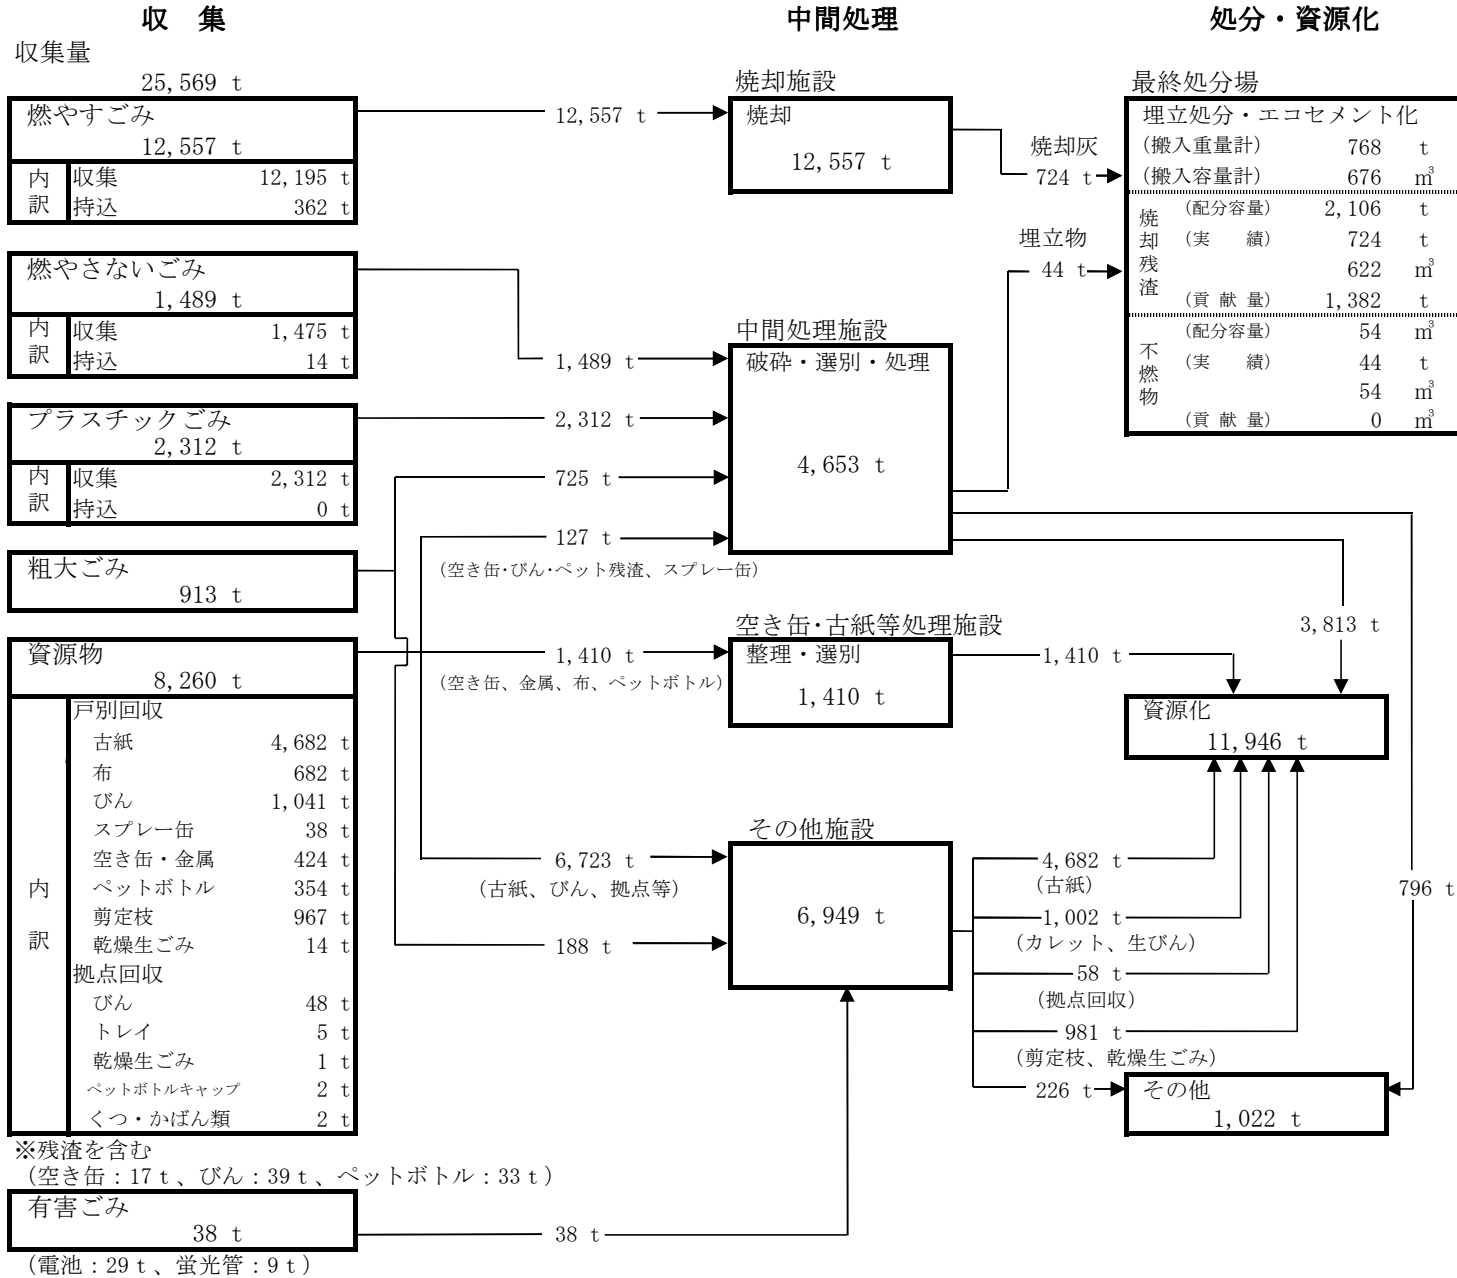 収 集
中間処理
処分・資源化
収集量
25,569 t
燃やすごみ
12,557 t
内訳
収集 12,195 t
持込 362 t
12,557 t
焼却施設
焼却
12,557 t
焼却灰
724 t
最終処分場
埋立処分・エコセメント化
(搬入重量計) 768 t
(搬入容量計) 676 m³
焼却残渣
(配分容量) 2,106 t
(実 績) 724 t
622 m³
(貢 献 量) 1,382 t
不燃物
(配分容量) 54 m³
(実 績) 44 t
54 m³
(貢 献 量) 0 m³
燃やさないごみ
1,489 t
内訳
収集 1,475 t
持込 14 t
1,489 t
埋立物
44 t
中間処理施設
破砕・選別・処理
4,653 t
プラスチックごみ
2,312 t
内訳
収集 2,312 t
持込 0 t
2,312 t
725 t
127 t
(空き缶・びん・ペット残渣、スプレー缶)
粗大ごみ
913 t
資源物
8,260 t
内訳
戸別回収
古紙 4,682 t
布 682 t
びん 1,041 t
スプレー缶 38 t
空き缶・金属 424 t
ペットボトル 354 t
剪定枝 967 t
乾燥生ごみ 14 t
拠点回収
びん 48 t
トレイ 5 t
乾燥生ごみ 1 t
ペットボトルキャップ 2 t
くつ・かばん類 2 t
※残渣を含む
(空き缶：17ｔ、びん：39ｔ、ペットボトル：33ｔ)
有害ごみ
38 t
(電池：29ｔ、蛍光管：9ｔ)
1,410 t
(空き缶、金属、布、ペットボトル)
空き缶・古紙等処理施設
整理・選別
1,410 t
1,410 t
3,813 t
資源化
11,946 t
6,723 t
(古紙、びん、拠点等)
188 t
38 t
その他施設
6,949 t
4,682 t
(古紙)
1,002 t
(カレット、生びん)
58 t
(拠点回収)
981 t
(剪定枝、乾燥生ごみ)
226 t
796 t
その他
1,022 t